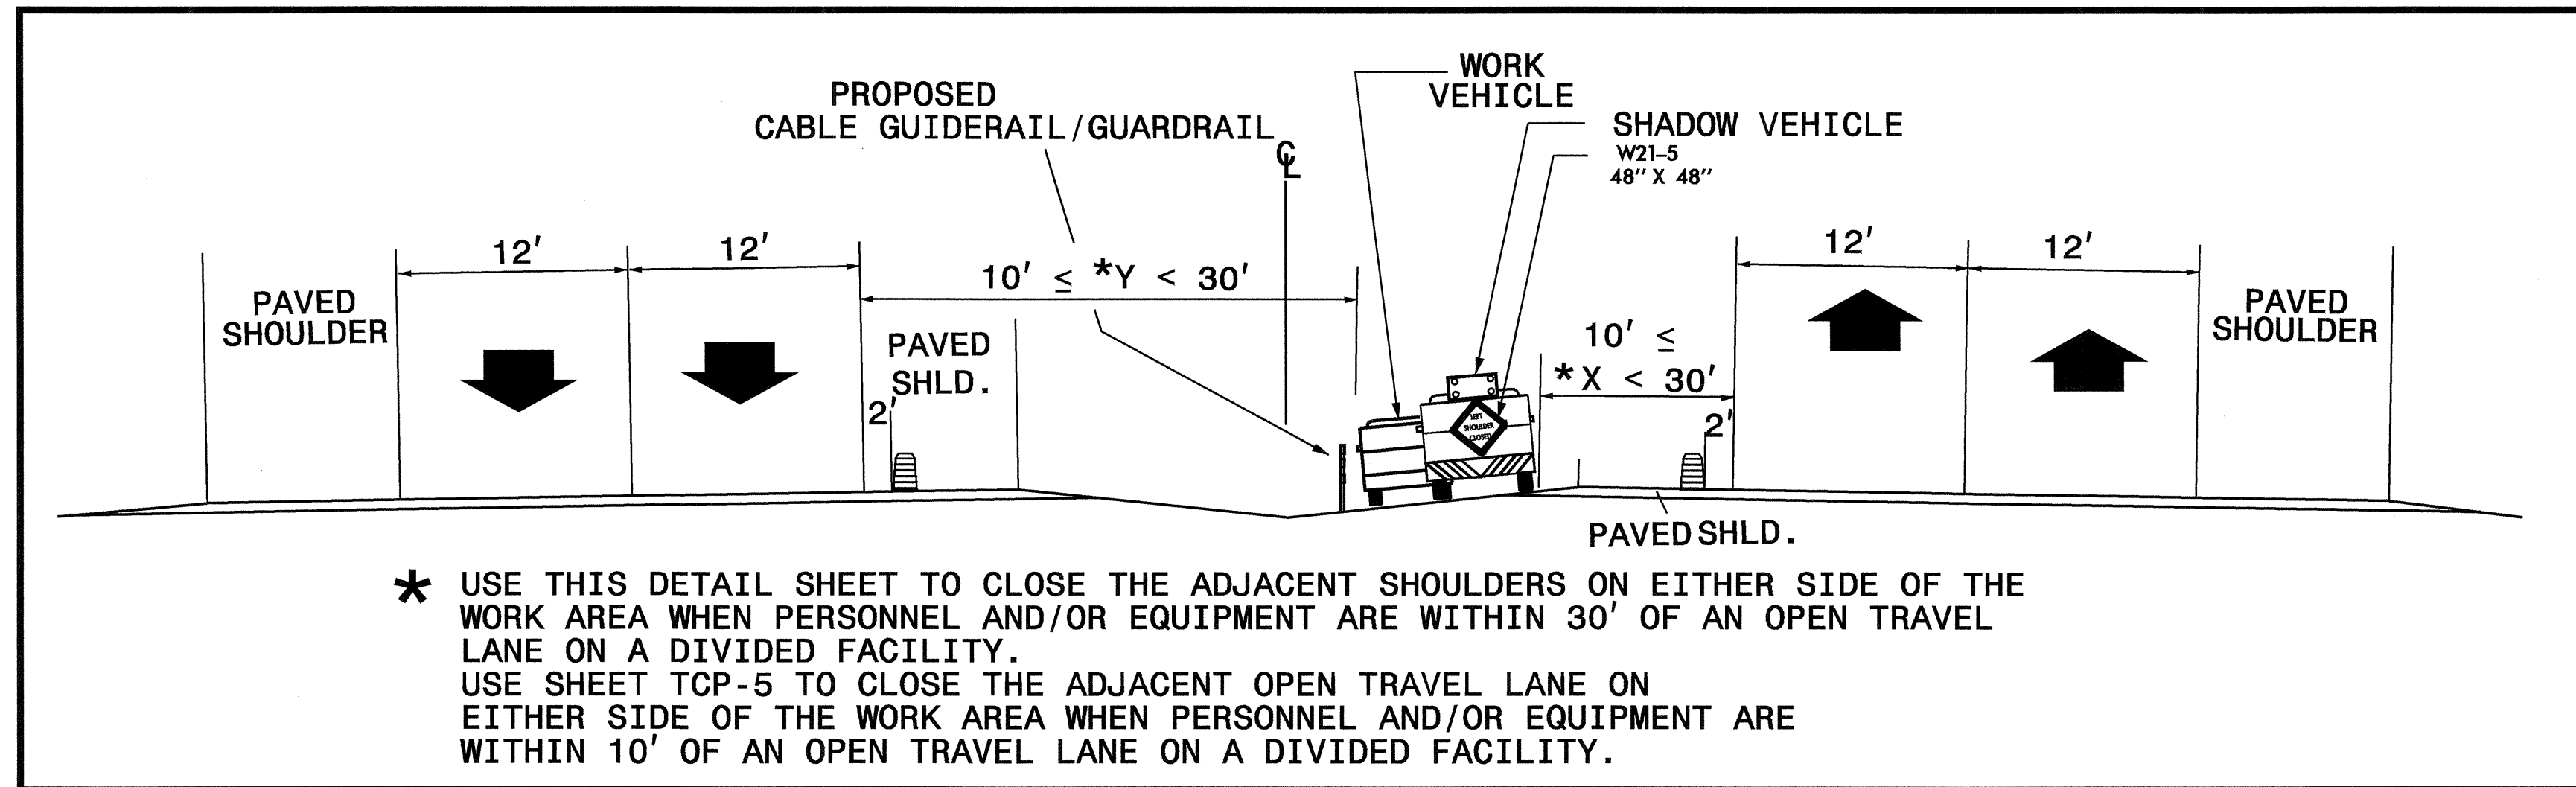 WORK
VEHICLE
PROPOSED
CABLE GUIDERAIL/GUARDRAIL
CL
SHADOW VEHICLE
W21-5
48" X 48"
12'
12'
12'
12'
10' ≤ *Y < 30'
PAVED
SHOULDER
PAVED
SHLD.
2'
10' ≤
*X < 30'
2'
PAVED
SHOULDER
LEFT
SHOULDER
CLOSED
PAVED SHLD.
* USE THIS DETAIL SHEET TO CLOSE THE ADJACENT SHOULDERS ON EITHER SIDE OF THE
WORK AREA WHEN PERSONNEL AND/OR EQUIPMENT ARE WITHIN 30' OF AN OPEN TRAVEL
LANE ON A DIVIDED FACILITY.
USE SHEET TCP-5 TO CLOSE THE ADJACENT OPEN TRAVEL LANE ON
EITHER SIDE OF THE WORK AREA WHEN PERSONNEL AND/OR EQUIPMENT ARE
WITHIN 10' OF AN OPEN TRAVEL LANE ON A DIVIDED FACILITY.